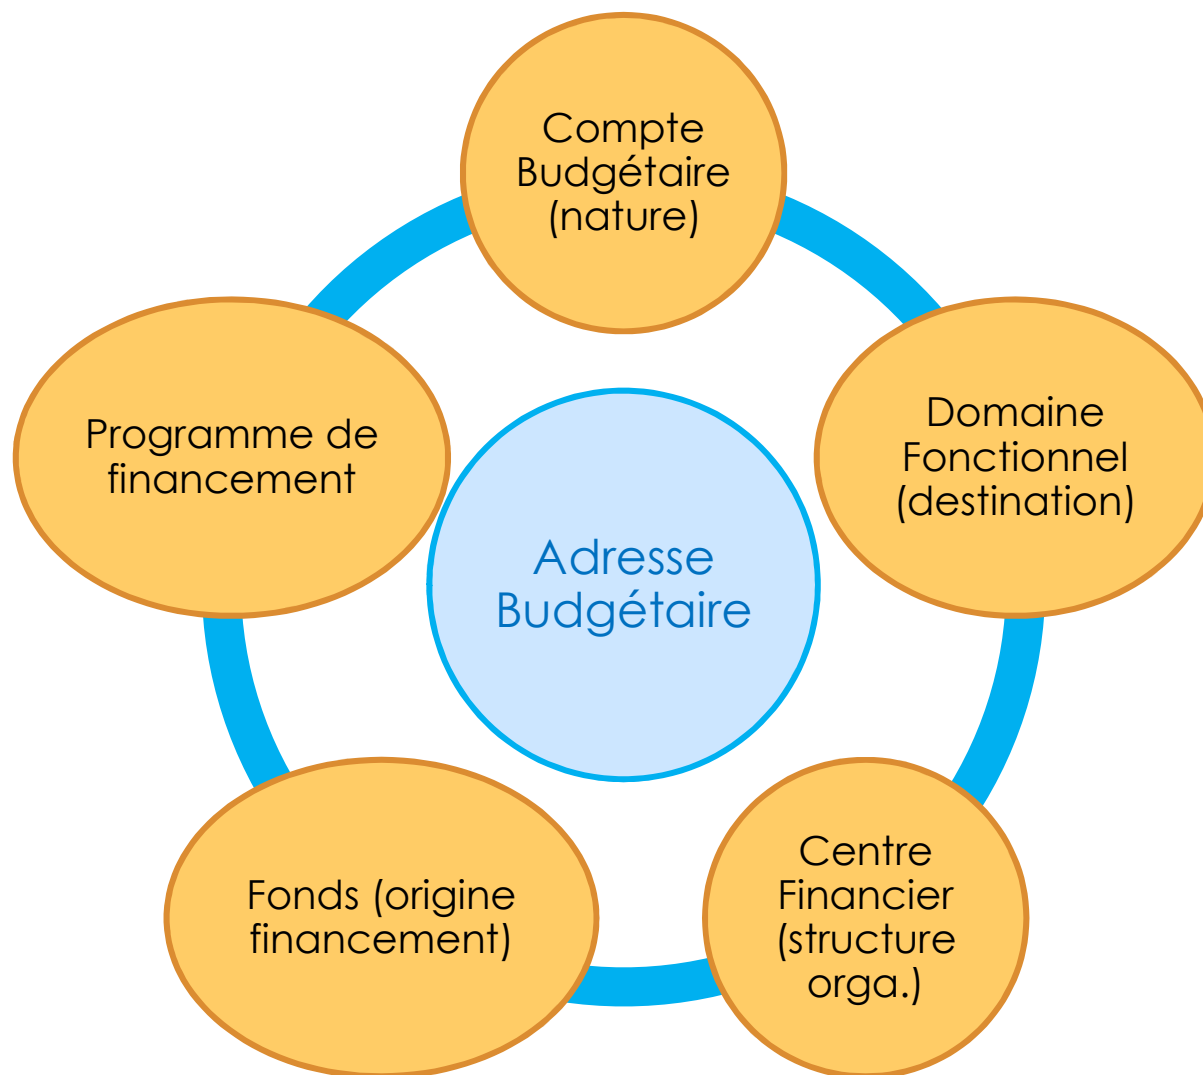 Compte
Budgétaire
(nature)
Domaine
Fonctionnel
(destination)
Centre
Financier
(structure
orga.)
Fonds (origine
financement)
Programme de
financement
Adresse
Budgétaire